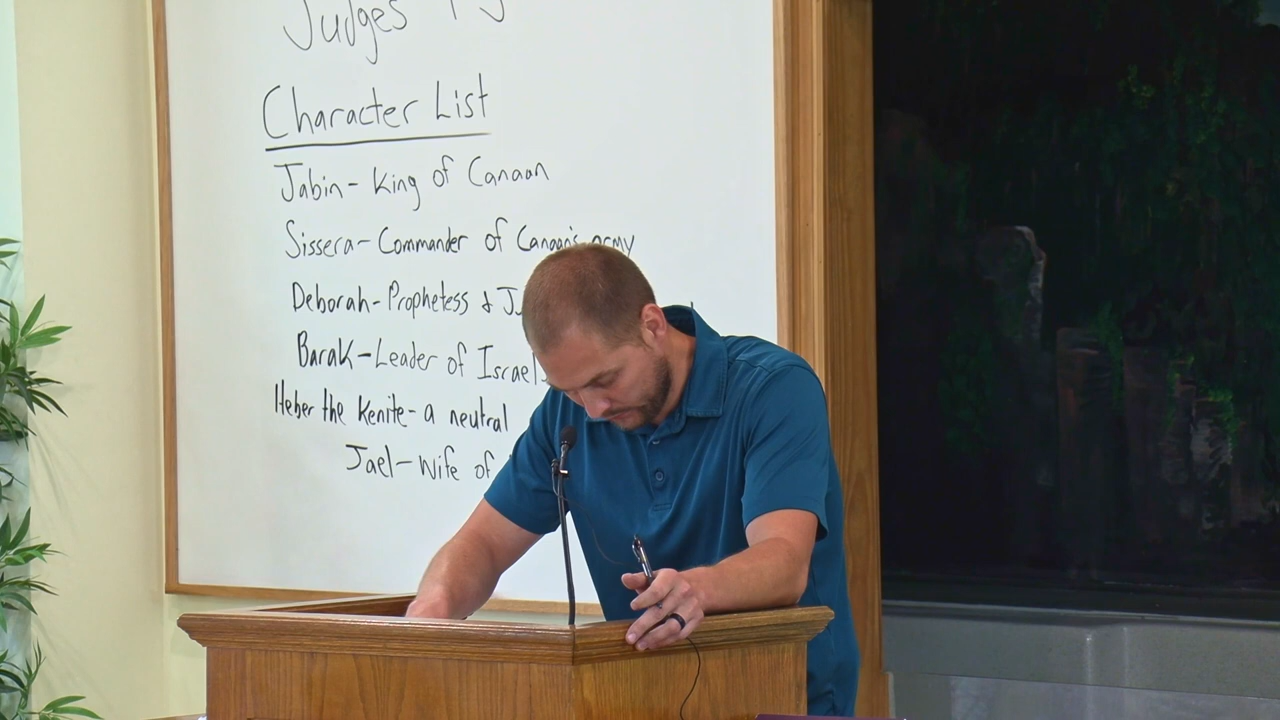 Judges
Character List
Jabin- King of Canaan
Sissera- Commander of Canaan's army
Deborah- Prophetess &
Barak-Leader of Israel's
Heber the Kenite- a neutral
Jael- Wife of